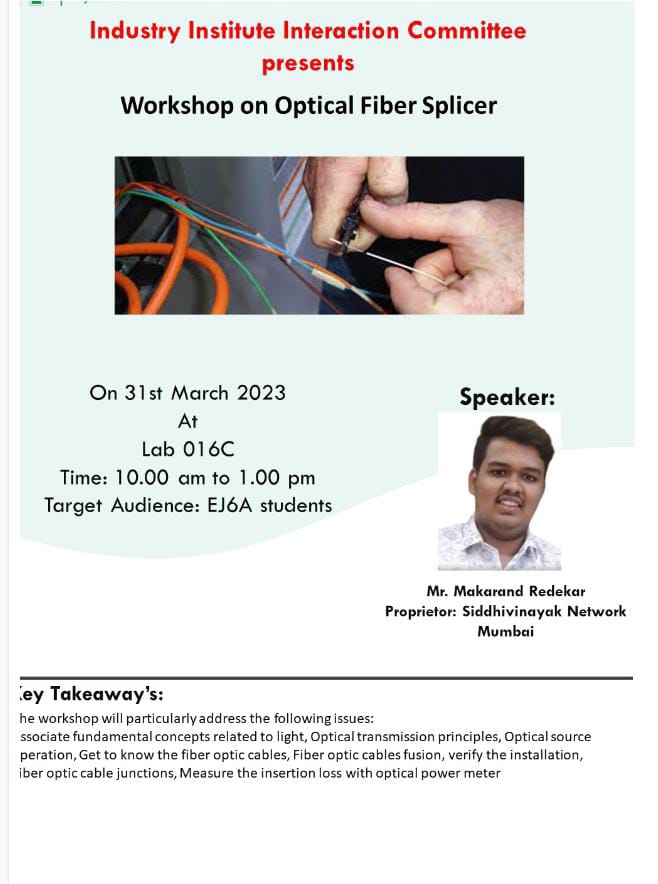 Industry Institute Interaction Committee
presents
Workshop on Optical Fiber Splicer
On 31st March 2023
At
Lab 016C
Time: 10.00 am to 1.00 pm
Target Audience: EJ6A students
Speaker:
Mr. Makarand Redekar
Proprietor: Siddhivinayak Network
Mumbai
ey Takeaway's:
he workshop will particularly address the following issues:
ssociate fundamental concepts related to light, Optical transmission principles, Optical source
peration, Get to know the fiber optic cables, Fiber optic cables fusion, verify the installation,
iber optic cable junctions, Measure the insertion loss with optical power meter